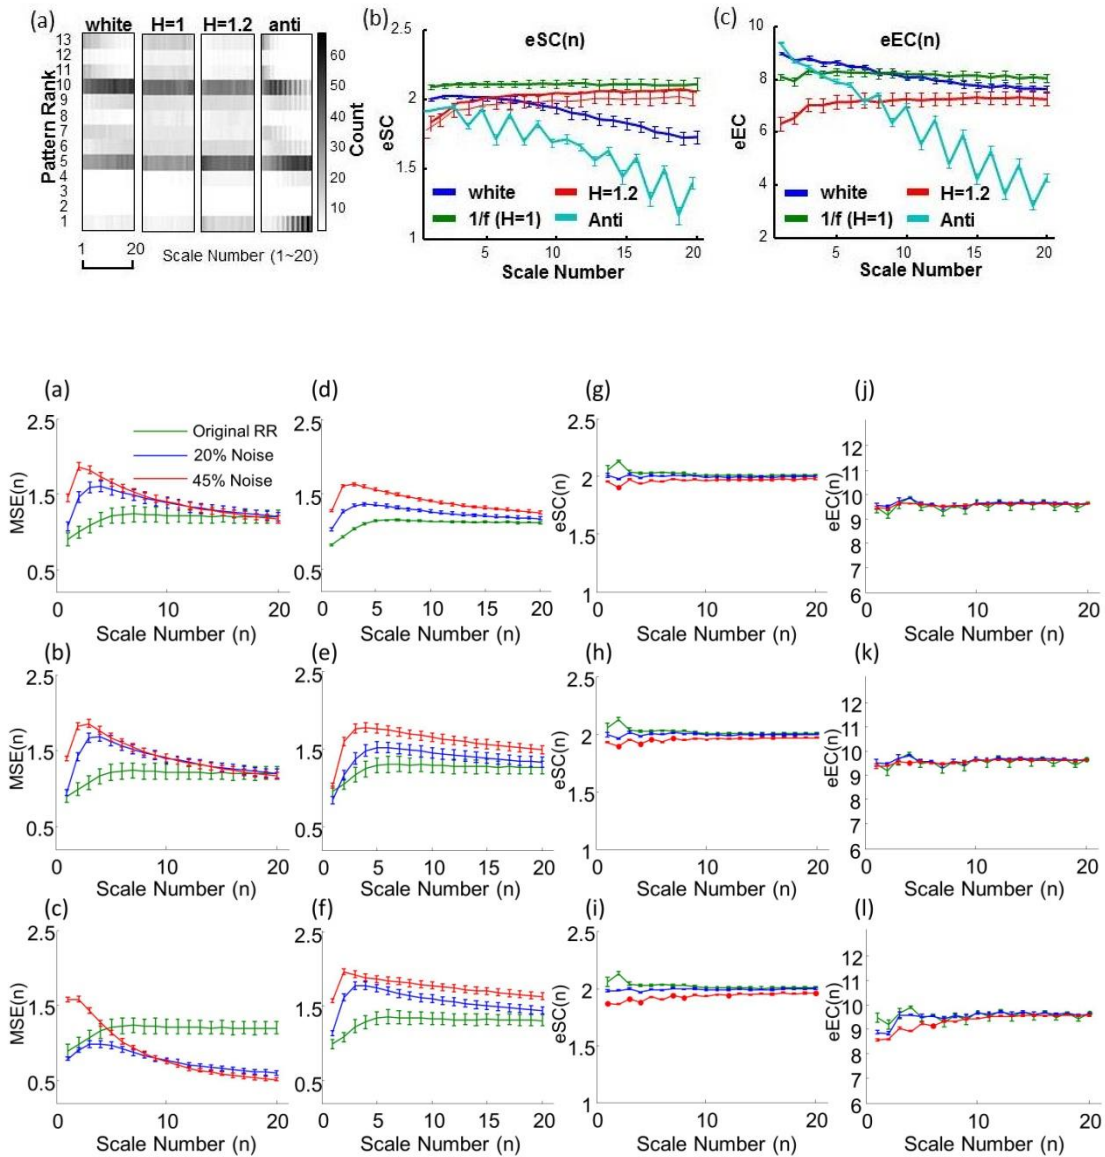 (a) white H=1 H=1.2 anti
Pattern Rank
13
12
11
10
9
8
7
6
5
4
3
2
1
1 20 Scale Number (1~20)
60
50
40
30
20
10
Count
(b)
eSC(n)
2.5
2
1.5
1
eSC
white H=1.2
1/f (H=1) Anti
5 10 15 20
Scale Number
(c)
eEC(n)
10
8
6
4
2
eEC
white H=1.2
1/f (H=1) Anti
5 10 15 20
Scale Number
(a)
2.5
1.5
0.5
MSE(n)
Original RR
20% Noise
45% Noise
0 10 20
Scale Number (n)
(d)
2.5
1.5
0.5
0 5 10 15 20
Scale Number (n)
(g)
2.5
2
1.5
1
eSC(n)
0 10 20
Scale Number (n)
(j)
12
11
10
9
8
7
6
eEC(n)
0 10 20
Scale Number (n)
(b)
2.5
1.5
0.5
MSE(n)
0 10 20
Scale Number (n)
(e)
2.5
1.5
0.5
0 5 10 15 20
Scale Number (n)
(h)
2.5
2
1.5
1
eSC(n)
0 10 20
Scale Number (n)
(k)
12
11
10
9
8
7
6
eEC(n)
0 10 20
Scale Number (n)
(c)
2.5
1.5
0.5
MSE(n)
0 10 20
Scale Number (n)
(f)
2.5
1.5
0.5
0 5 10 15 20
Scale Number (n)
(i)
2.5
2
1.5
1
eSC(n)
0 10 20
Scale Number (n)
(l)
12
11
10
9
8
7
6
eEC(n)
0 10 20
Scale Number (n)